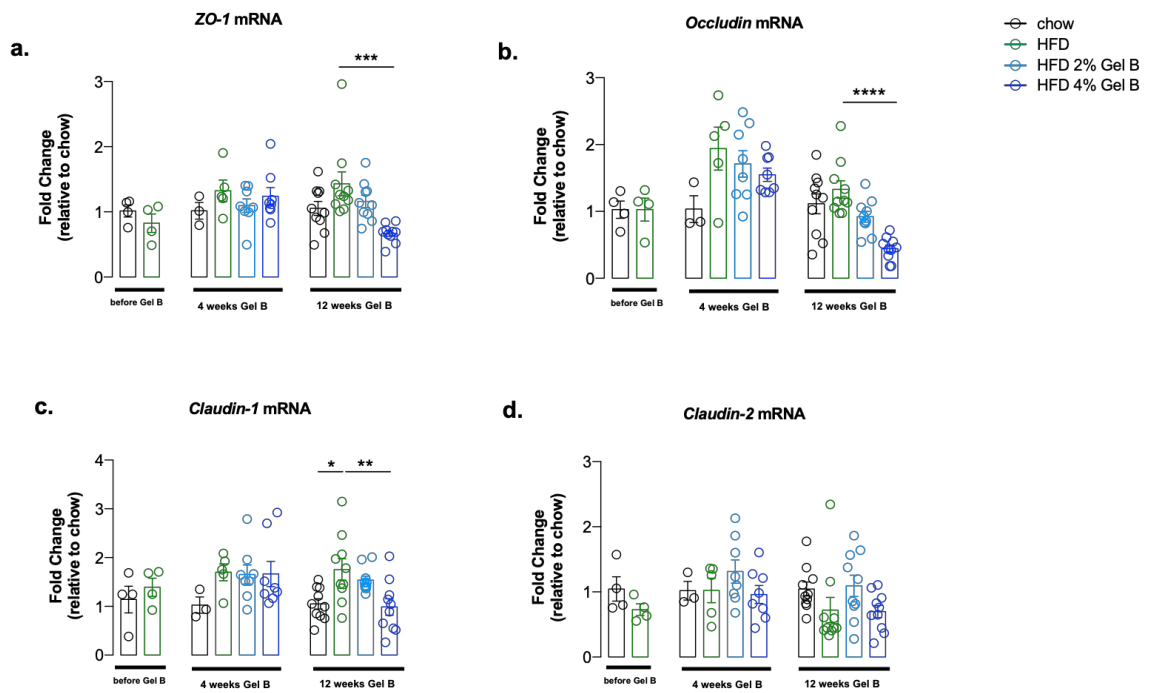 ZO-1 mRNA
a.
***
3
2
1
0
Fold Change
(relative to chow)
before Gel B
4 weeks Gel B
12 weeks Gel B
Occludin mRNA
b.
****
3
2
1
0
Fold Change
(relative to chow)
before Gel B
4 weeks Gel B
12 weeks Gel B
chow
HFD
HFD 2% Gel B
HFD 4% Gel B
Claudin-1 mRNA
c.
* **
4
3
2
1
0
Fold Change
(relative to chow)
before Gel B
4 weeks Gel B
12 weeks Gel B
Claudin-2 mRNA
d.
3
2
1
0
Fold Change
(relative to chow)
before Gel B
4 weeks Gel B
12 weeks Gel B